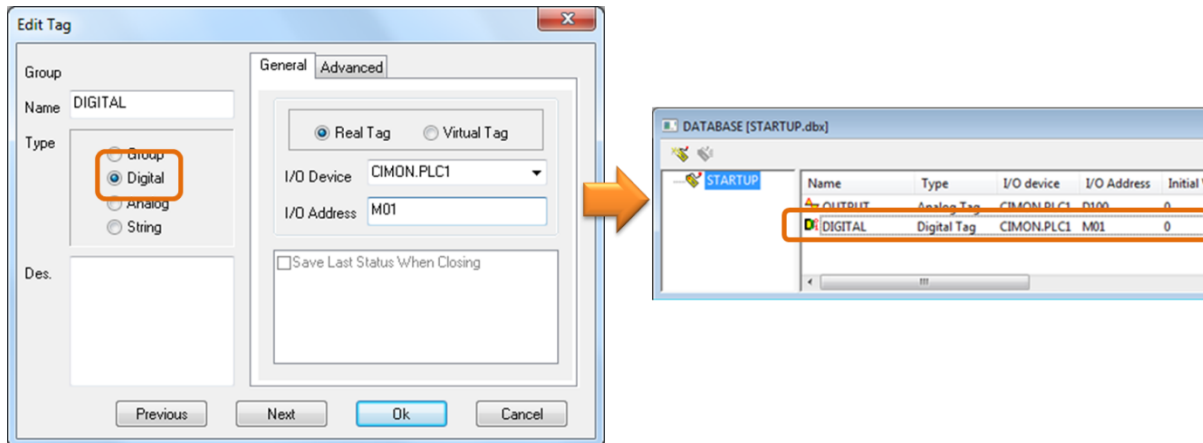 Edit Tag
Group
Name DIGITAL
Type
Group
Digital
Analog
String
Des.
General Advanced
Real Tag Virtual Tag
I/O Device CIMON.PLC1
I/O Address M01
Save Last Status When Closing
Previous Next Ok Cancel
DATABASE [STARTUP.dbx]
STARTUP
Name Type I/O device I/O Address Initial
OUTPUT Analog Tag CIMON.PLC1 D100 0
DIGITAL Digital Tag CIMON.PLC1 M01 0